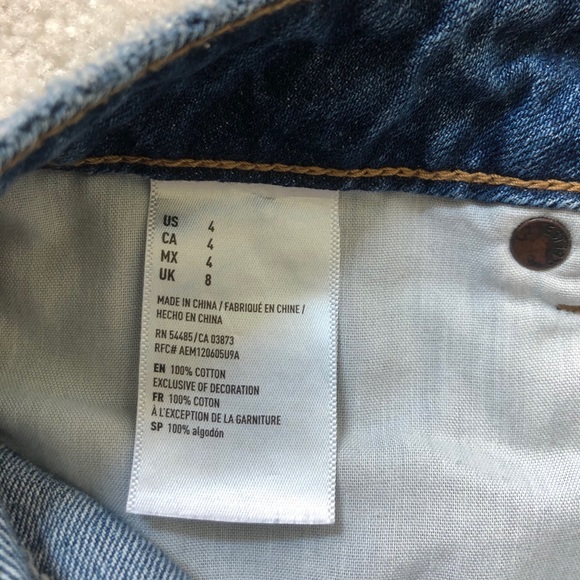 US 4
CA 4
MX 4
UK 8
MADE IN CHINA / FABRIQUÉ EN CHINE /
HECHO EN CHINA
RN 54485/CA 03873
RFC# AEM120605U9A
EN 100% COTTON
EXCLUSIVE OF DECORATION
FR 100% COTON
À L'EXCEPTION DE LA GARNITURE
SP 100% algodón